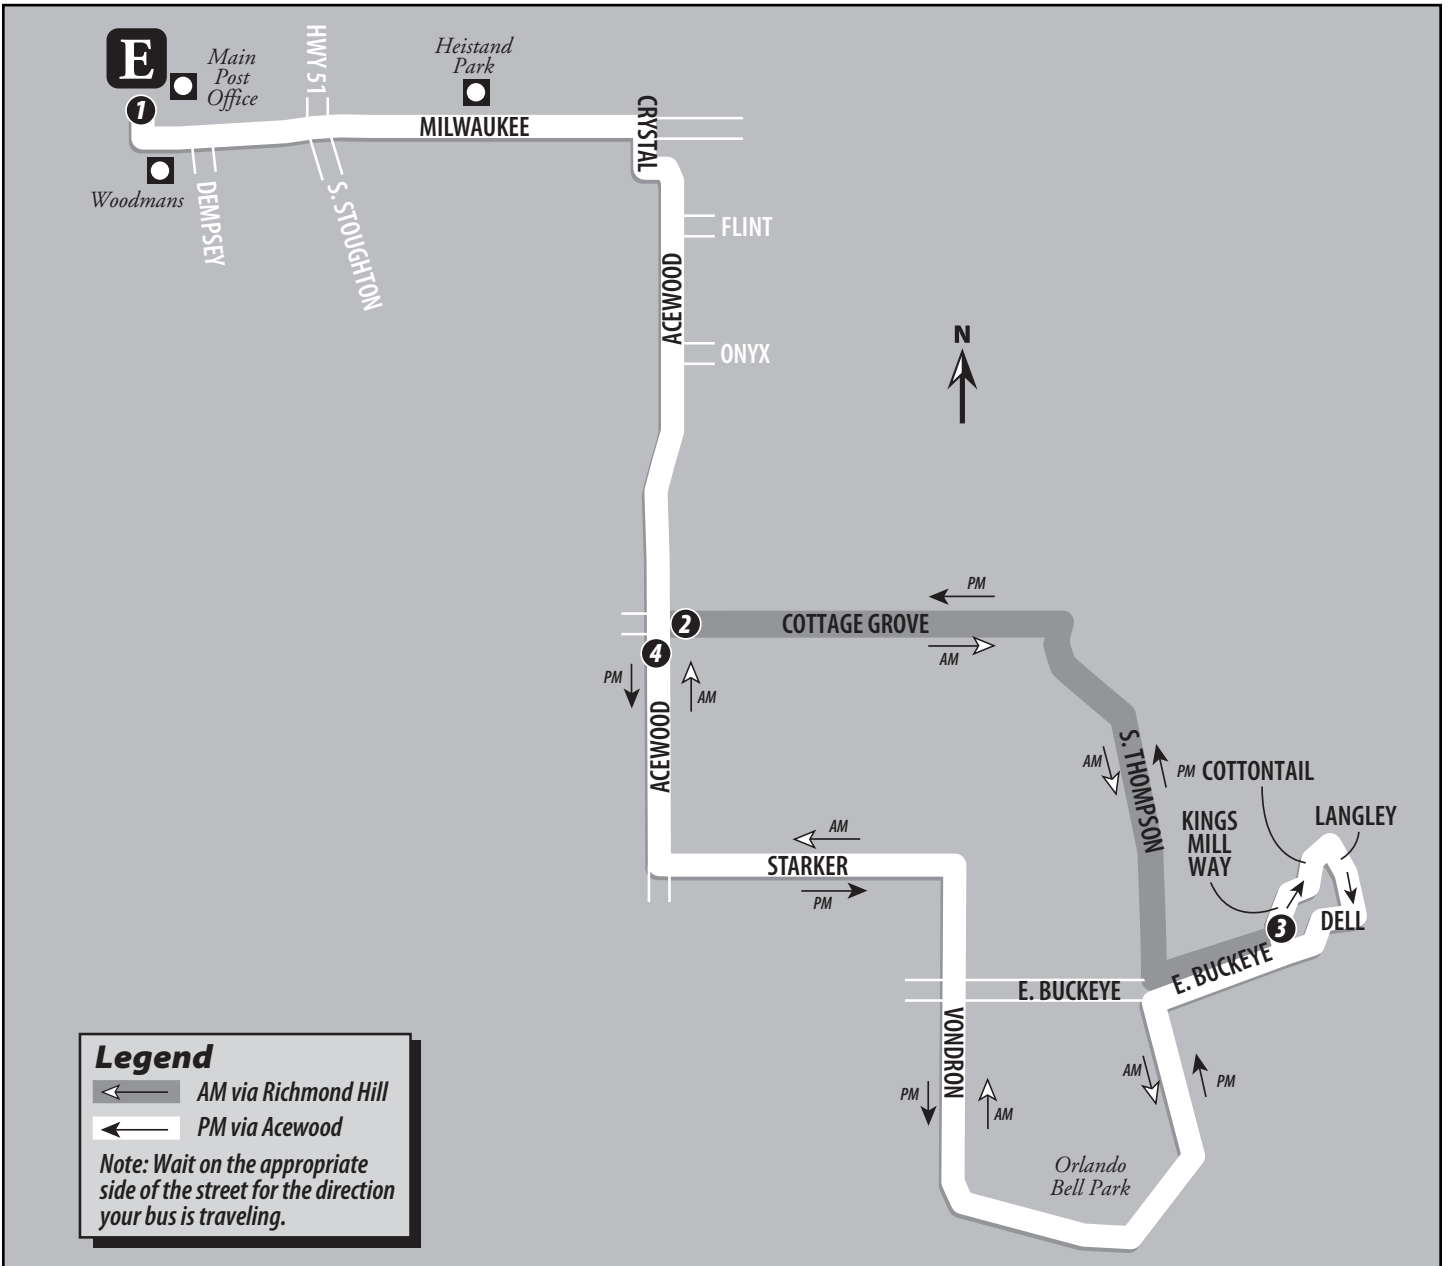 E
Main
Post
Office
HWY 51
Heistand
Park
1
MILWAUKEE
CRYSTAL
Woodmans
DEMPSEY
S. STOUGHTON
FLINT
ACEWOOD
ONYX
N
PM
2
COTTAGE GROVE
4
AM
PM
AM
ACEWOOD
S. THOMPSON
AM
PM
COTTONTAIL
KINGS
MILL
WAY
LANGLEY
AM
STARKER
PM
3
DELL
E. BUCKEYE
E. BUCKEYE
VONDRON
PM
AM
AM
PM
Orlando
Bell Park
Legend
AM via Richmond Hill
PM via Acewood
Note: Wait on the appropriate
side of the street for the direction
your bus is traveling.